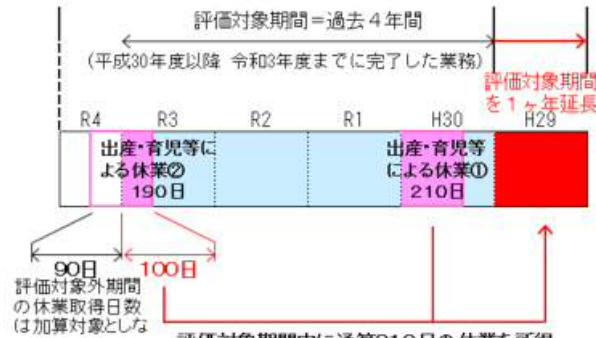 評価対象期間＝過去４年間
(平成30年度以降 令和3年度までに完了した業務)
評価対象期間
を１ヶ年延長
R4 R3 R2 R1 H30 H29
出産・育児等に
よる休業②
190日
出産・育児等
による休業①
210日
90日
100日
評価対象外期間
の休業取得日数
は加算対象としな